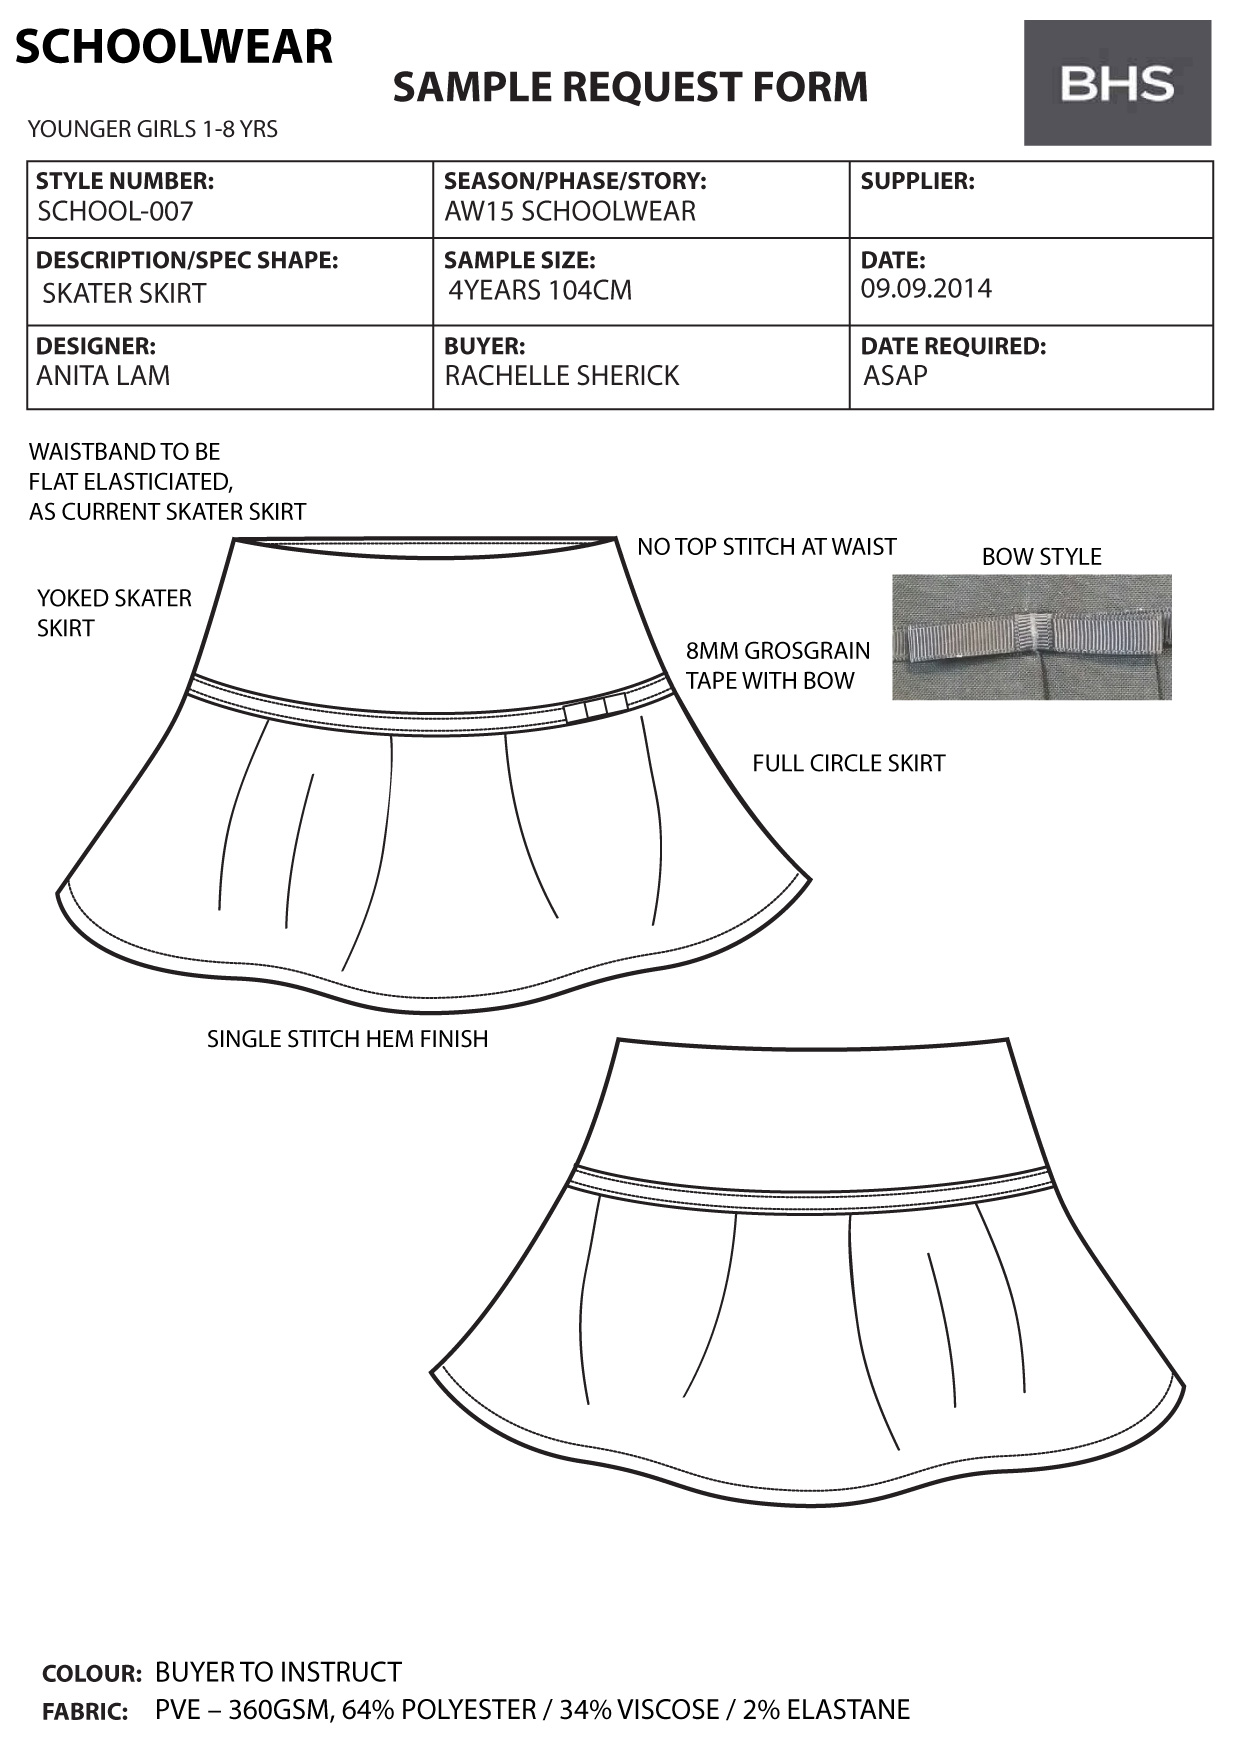 SCHOOLWEAR
SAMPLE REQUEST FORM
BHS
YOUNGER GIRLS 1-8 YRS
STYLE NUMBER:
SCHOOL-007
SEASON/PHASE/STORY:
AW15 SCHOOLWEAR
SUPPLIER:
DESCRIPTION/SPEC SHAPE:
SKATER SKIRT
SAMPLE SIZE:
4YEARS 104CM
DATE:
09.09.2014
DESIGNER:
ANITA LAM
BUYER:
RACHELLE SHERICK
DATE REQUIRED:
ASAP
WAISTBAND TO BE
FLAT ELASTICIATED,
AS CURRENT SKATER SKIRT
NO TOP STITCH AT WAIST
BOW STYLE
YOKED SKATER
SKIRT
8MM GROSGRAIN
TAPE WITH BOW
FULL CIRCLE SKIRT
SINGLE STITCH HEM FINISH
COLOUR: BUYER TO INSTRUCT
FABRIC: PVE – 360GSM, 64% POLYESTER / 34% VISCOSE / 2% ELASTANE